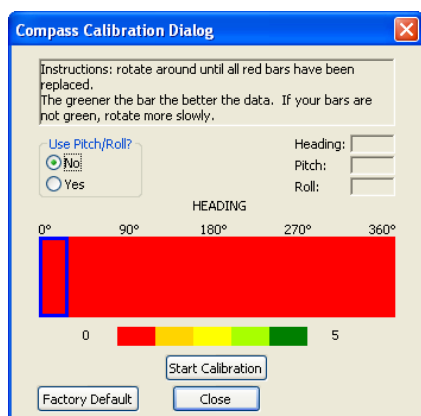 Compass Calibration Dialog
Instructions: rotate around until all red bars have been
replaced.
The greener the bar the better the data.  If your bars are
not green, rotate more slowly.
Use Pitch/Roll?
No
Yes
Heading:
Pitch:
Roll:
HEADING
0° 90° 180° 270° 360°
0 5
Start Calibration
Factory Default Close